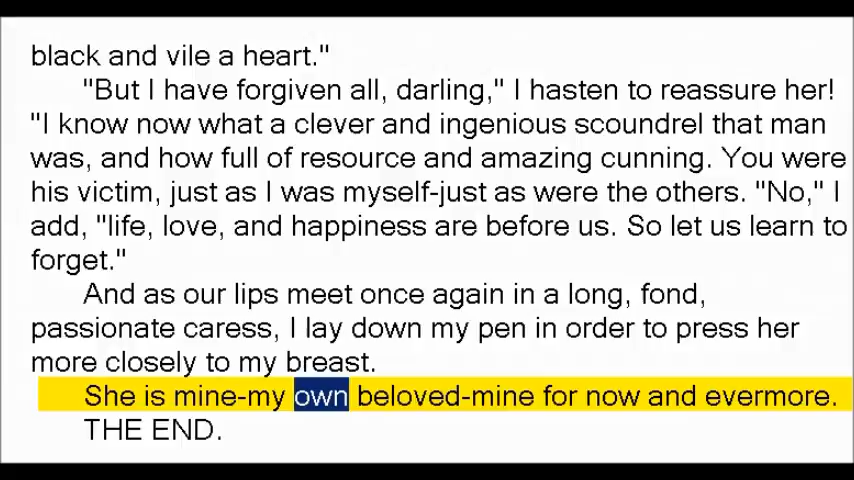 black and vile a heart."
"But I have forgiven all, darling," I hasten to reassure her!
"I know now what a clever and ingenious scoundrel that man
was, and how full of resource and amazing cunning. You were
his victim, just as I was myself-just as were the others. "No," I
add, "life, love, and happiness are before us. So let us learn to
forget."
And as our lips meet once again in a long, fond,
passionate caress, I lay down my pen in order to press her
more closely to my breast.
She is mine-my own beloved-mine for now and evermore.
THE END.